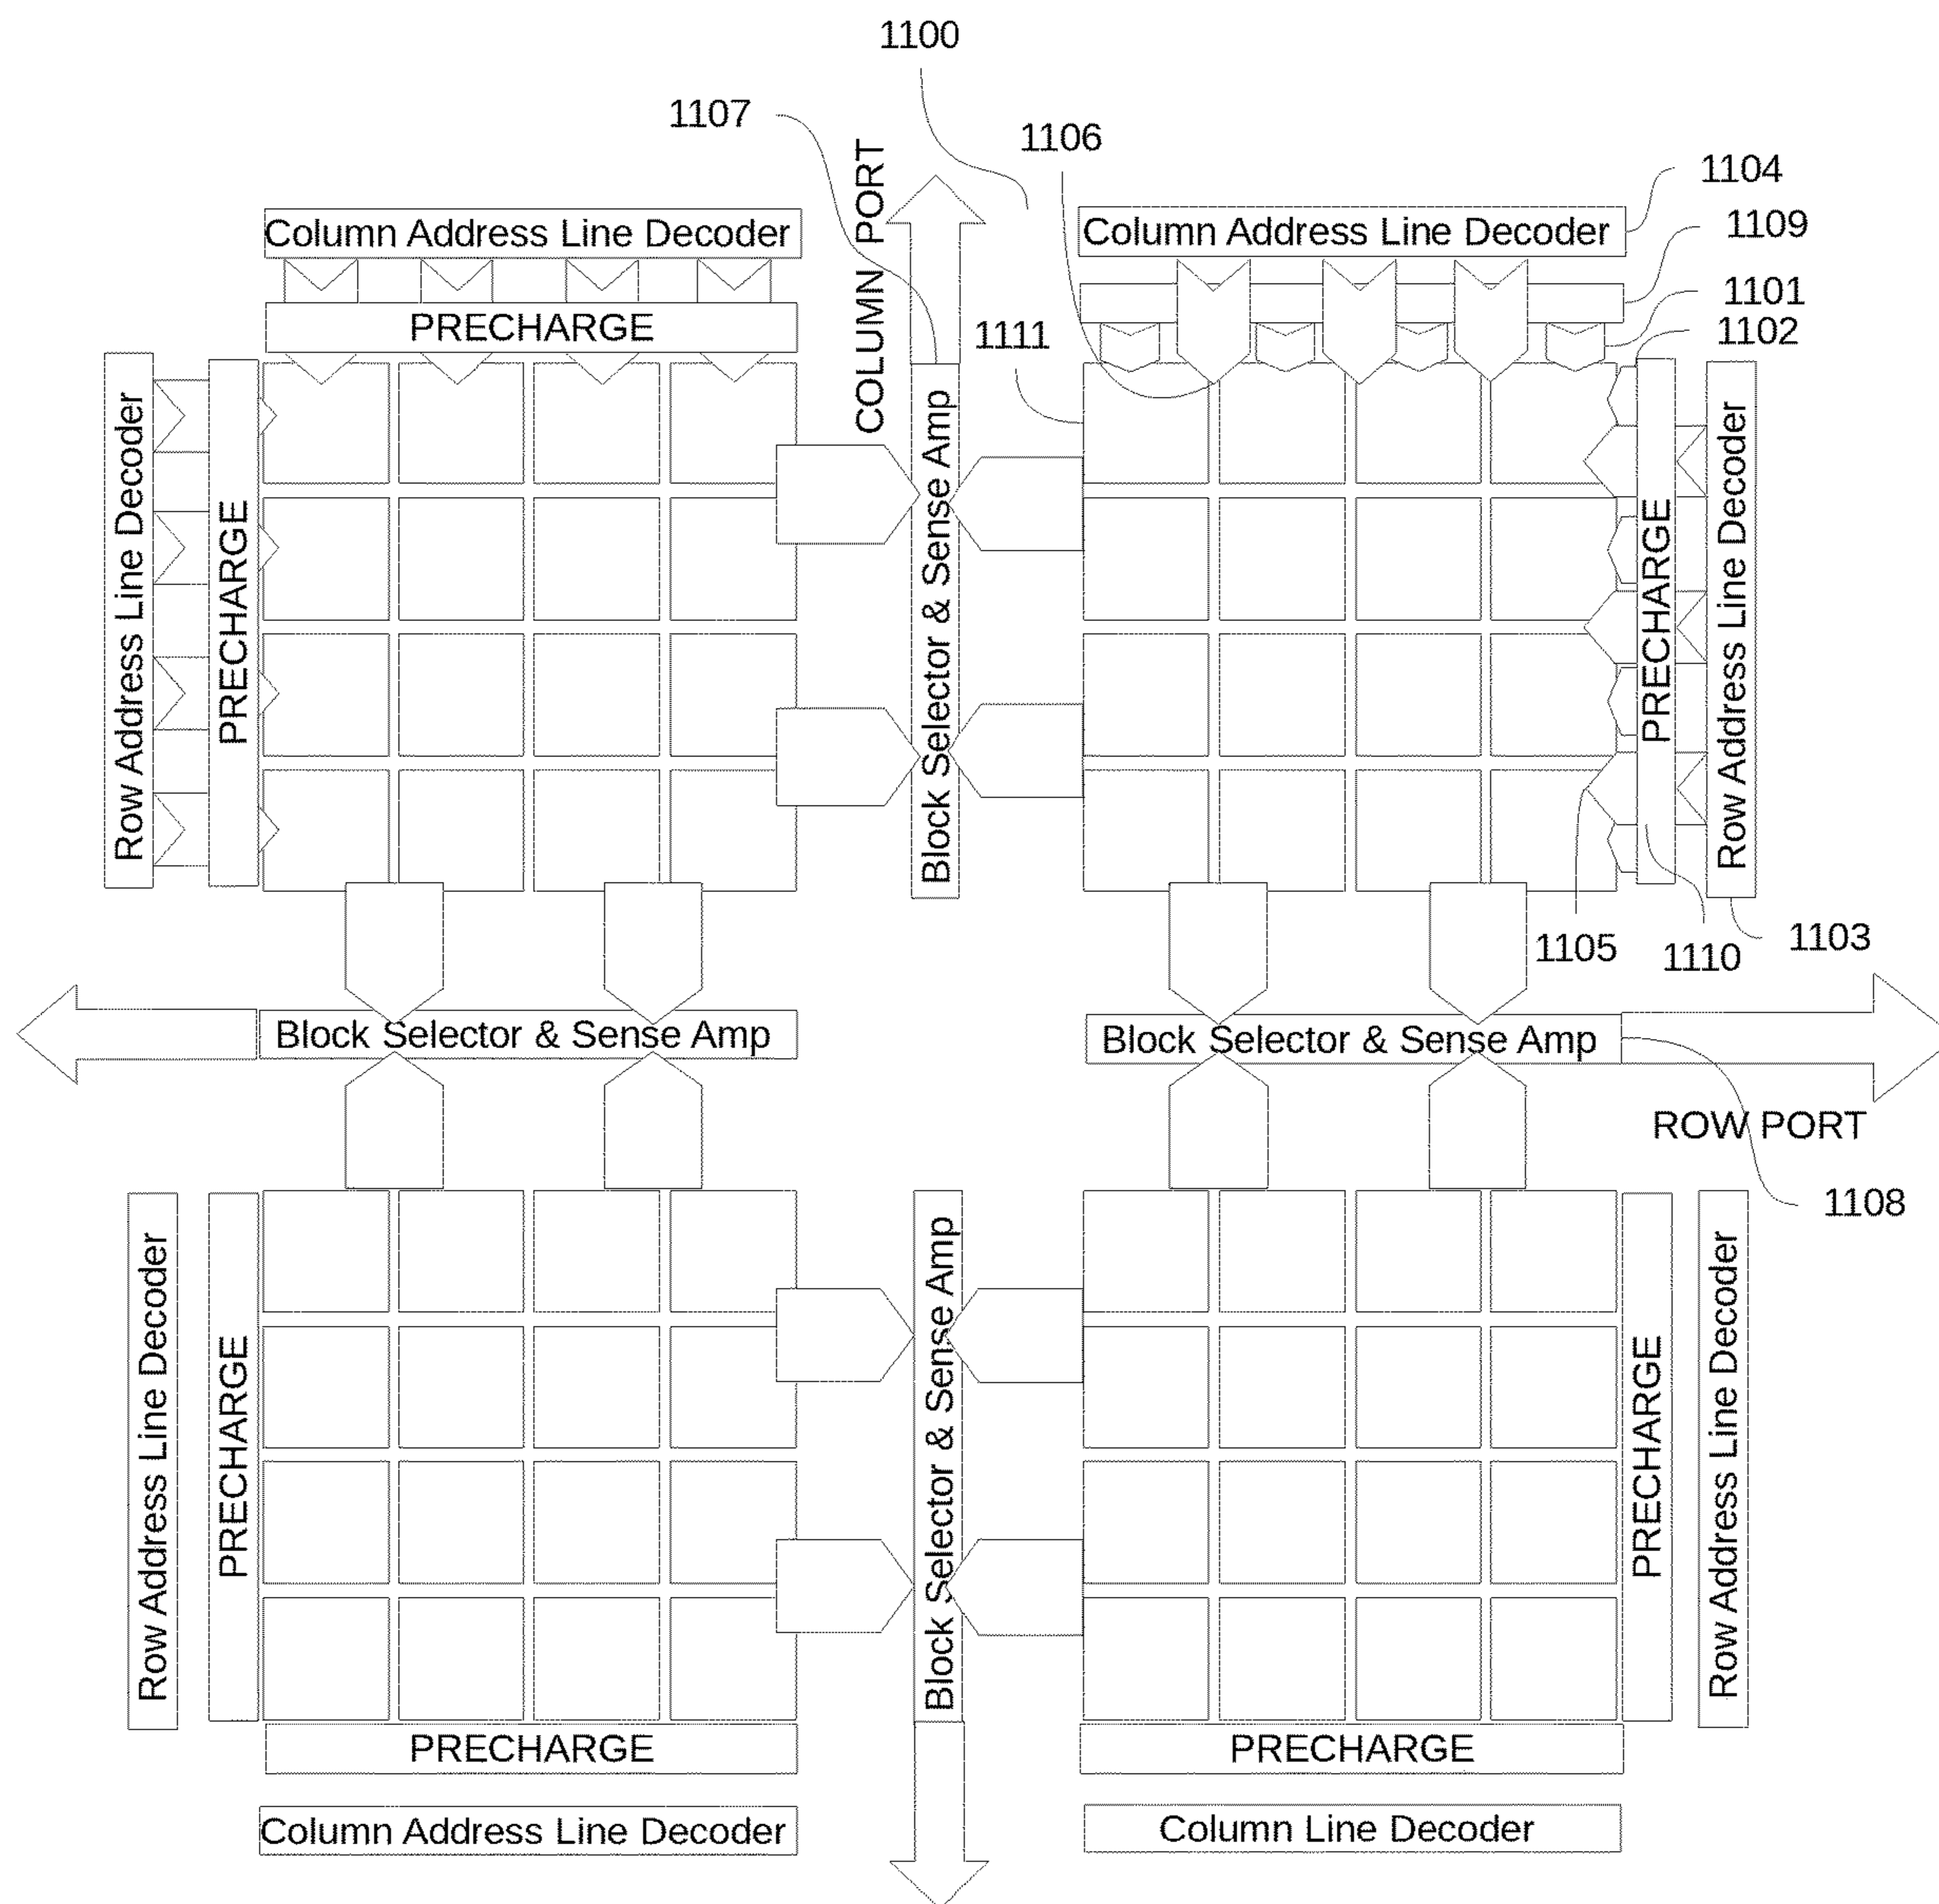 1100
1107
1106
COLUMN PORT
1104
Column Address Line Decoder
Column Address Line Decoder
1109
1101
PRECHARGE
1111
1102
Row Address Line Decoder
PRECHARGE
Block Selector & Sense Amp
PRECHARGE
Row Address Line Decoder
1105
1110
1103
Block Selector & Sense Amp
Block Selector & Sense Amp
ROW PORT
1108
Row Address Line Decoder
PRECHARGE
Block Selector & Sense Amp
PRECHARGE
Row Address Line Decoder
PRECHARGE
PRECHARGE
Column Address Line Decoder
Column Line Decoder